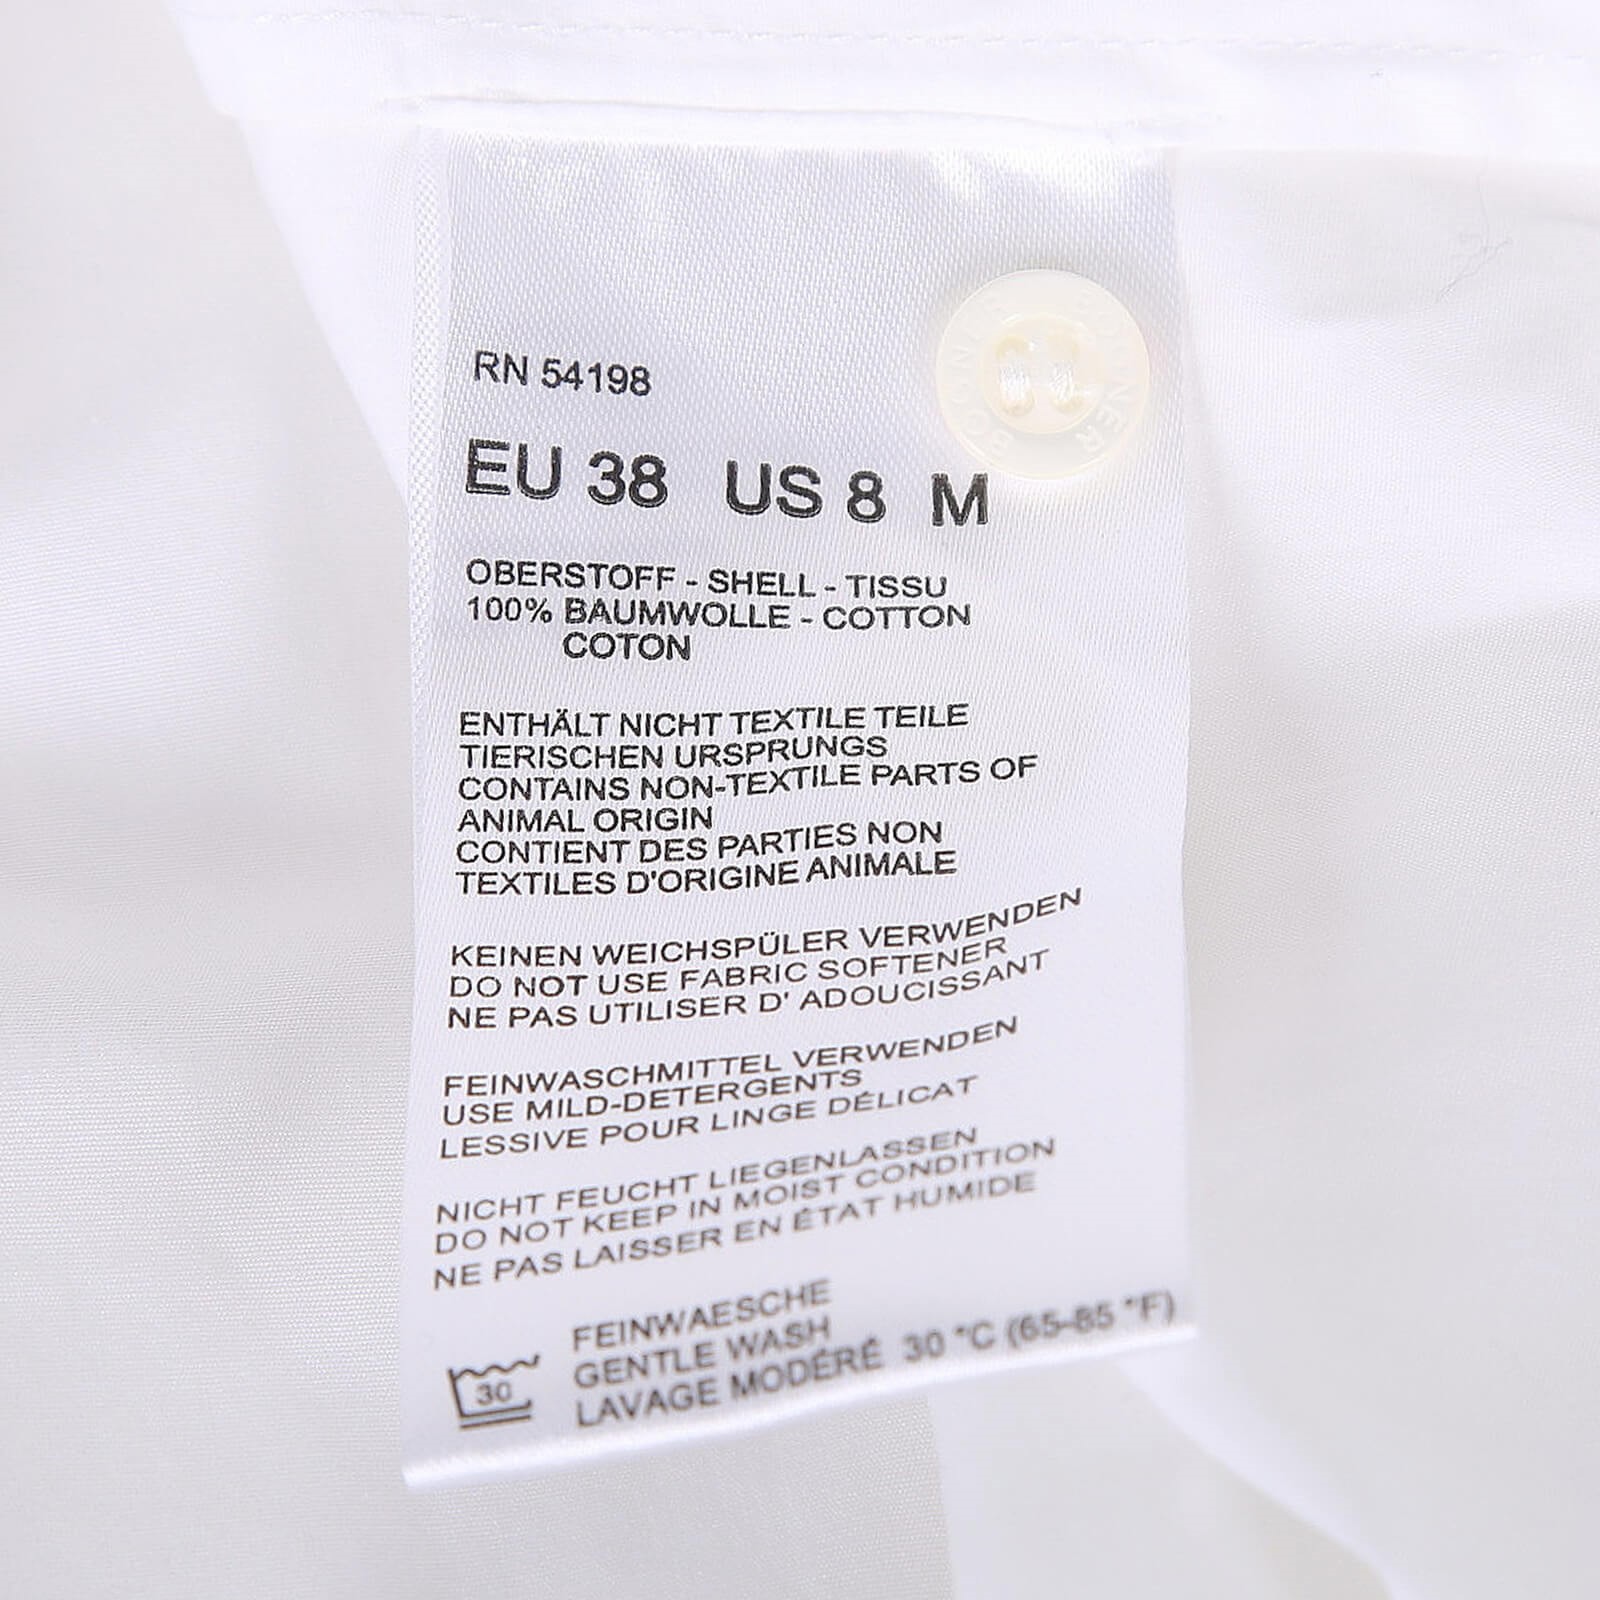 RN 54198
BOGNER BOGNER
EU 38 US 8 M
OBERSTOFF - SHELL - TISSU
100% BAUMWOLLE - COTTON
COTON
ENTHÄLT NICHT TEXTILE TEILE
TIERISCHEN URSPRUNGS
CONTAINS NON-TEXTILE PARTS OF
ANIMAL ORIGIN
CONTIENT DES PARTIES NON
TEXTILES D'ORIGINE ANIMALE
KEINEN WEICHSPÜLER VERWENDEN
DO NOT USE FABRIC SOFTENER
NE PAS UTILISER D' ADOUCISSANT
FEINWASCHMITTEL VERWENDEN
USE MILD-DETERGENTS
LESSIVE POUR LINGE DÉLICAT
NICHT FEUCHT LIEGENLASSEN
DO NOT KEEP IN MOIST CONDITION
NE PAS LAISSER EN ÉTAT HUMIDE
FEINWAESCHE
GENTLE WASH
30 LAVAGE MODÉRÉ 30 °C (65-85 °F)